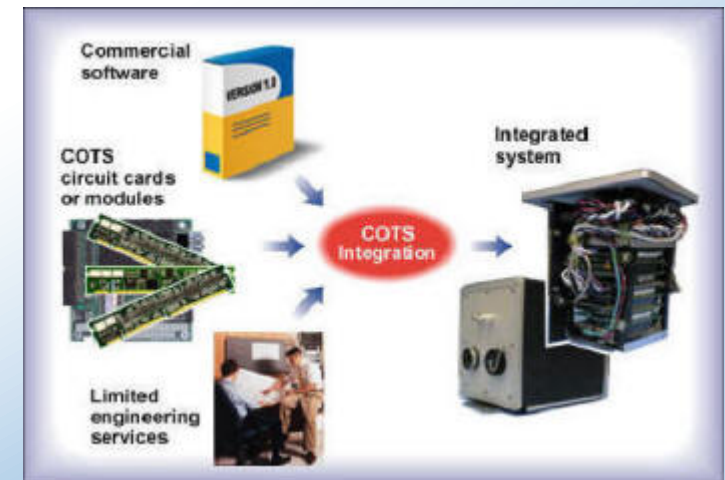 Commercial
software
VERSION 1.0
COTS
circuit cards
or modules
COTS
Integration
Integrated
system
Limited
engineering
services